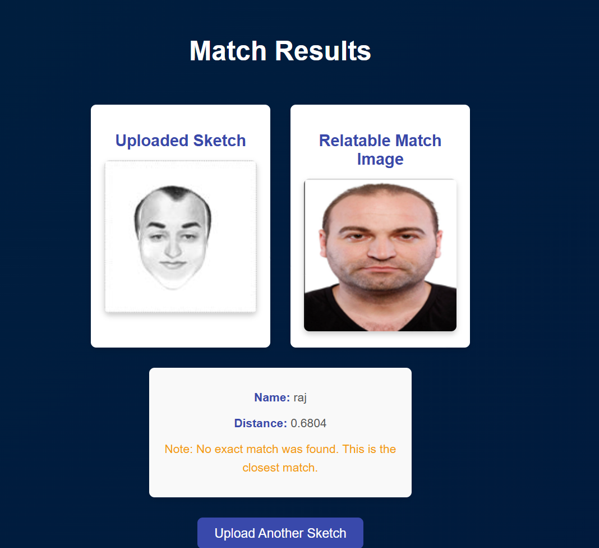 Match Results
Uploaded Sketch
Relatable Match
Image
Name: raj
Distance: 0.6804
Note: No exact match was found. This is the
closest match.
Upload Another Sketch